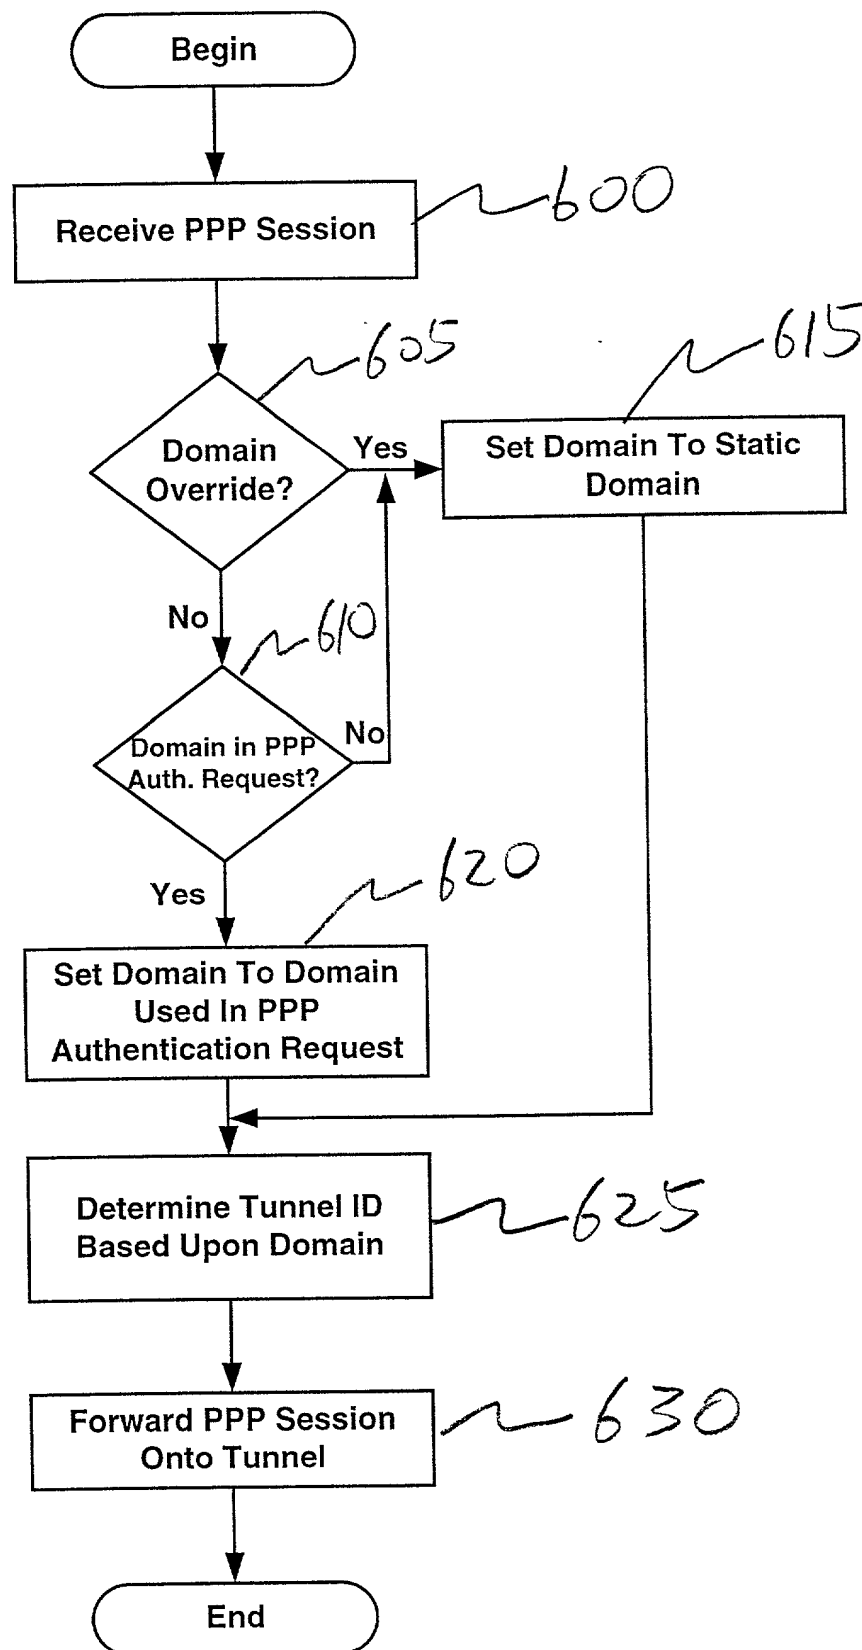 Begin
Receive PPP Session
600
605
615
Domain
Override?
Yes
Set Domain To Static
Domain
No
610
Domain in PPP
Auth. Request?
No
620
Yes
Set Domain To Domain
Used In PPP
Authentication Request
Determine Tunnel ID
Based Upon Domain
625
Forward PPP Session
Onto Tunnel
630
End